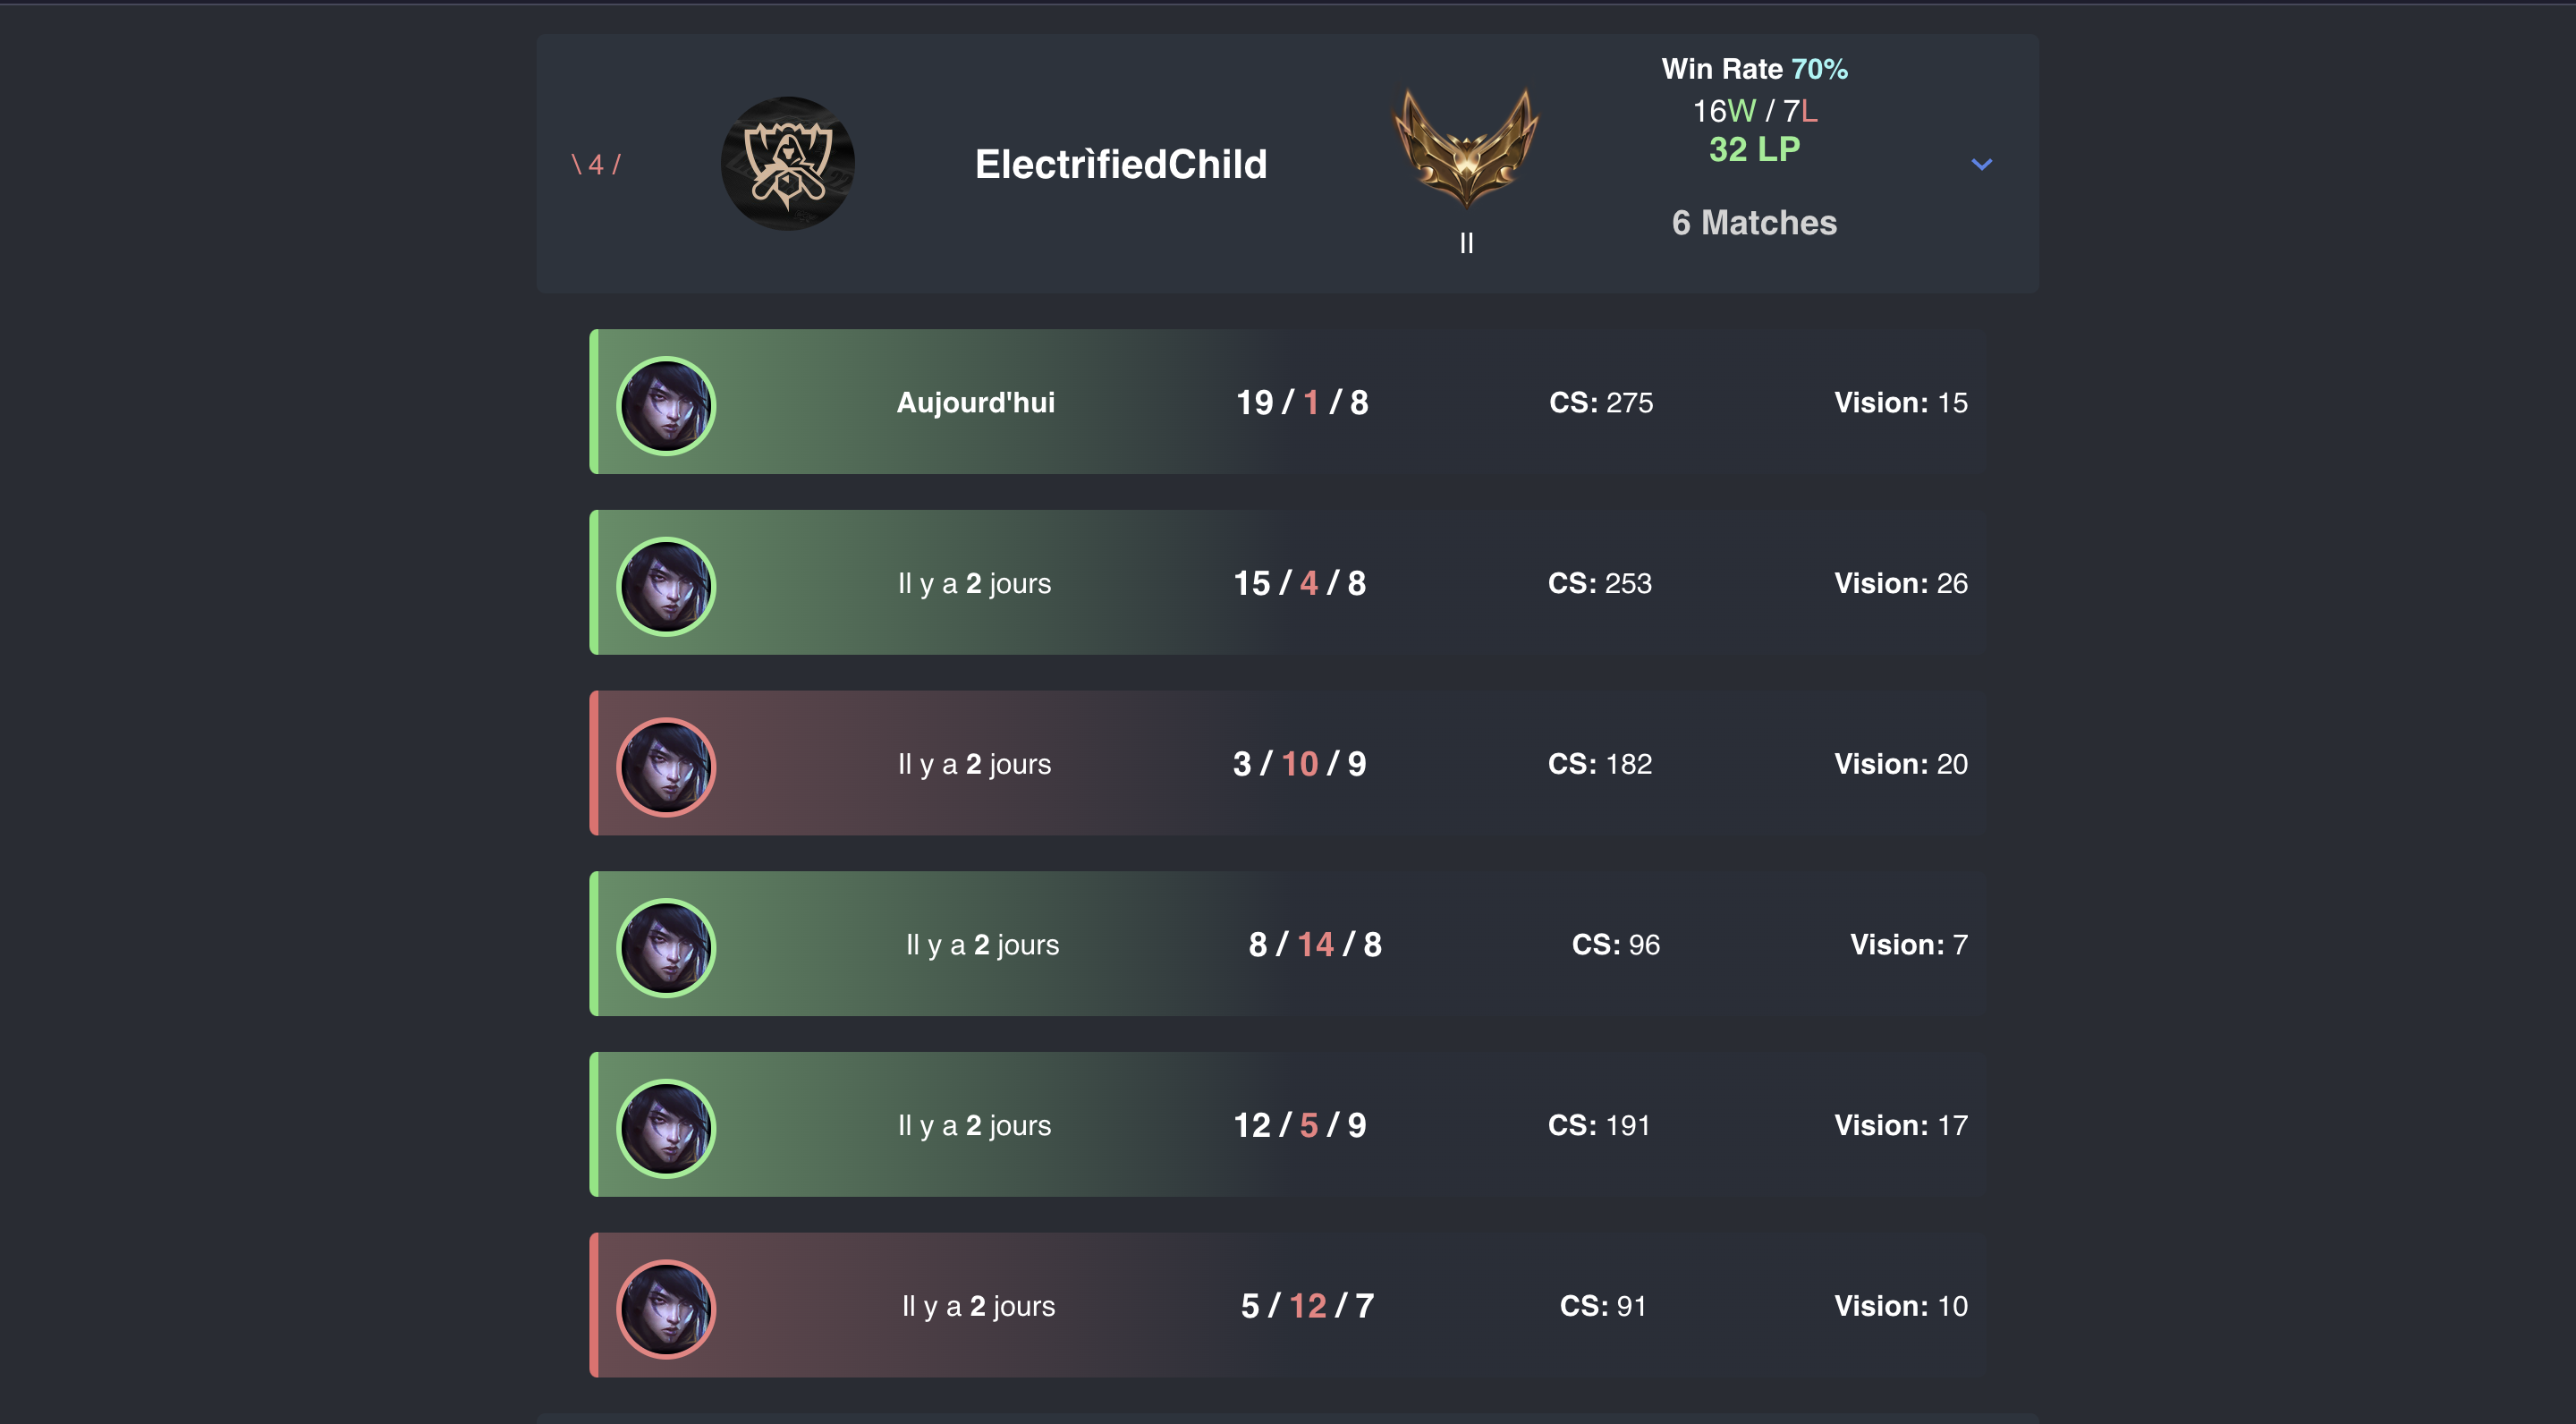 \ 4 /
ElectrìfiedChild
II
Win Rate 70%
16W / 7L
32 LP
6 Matches
Aujourd'hui 19 / 1 / 8 CS: 275 Vision: 15
Il y a 2 jours 15 / 4 / 8 CS: 253 Vision: 26
Il y a 2 jours 3 / 10 / 9 CS: 182 Vision: 20
Il y a 2 jours 8 / 14 / 8 CS: 96 Vision: 7
Il y a 2 jours 12 / 5 / 9 CS: 191 Vision: 17
Il y a 2 jours 5 / 12 / 7 CS: 91 Vision: 10